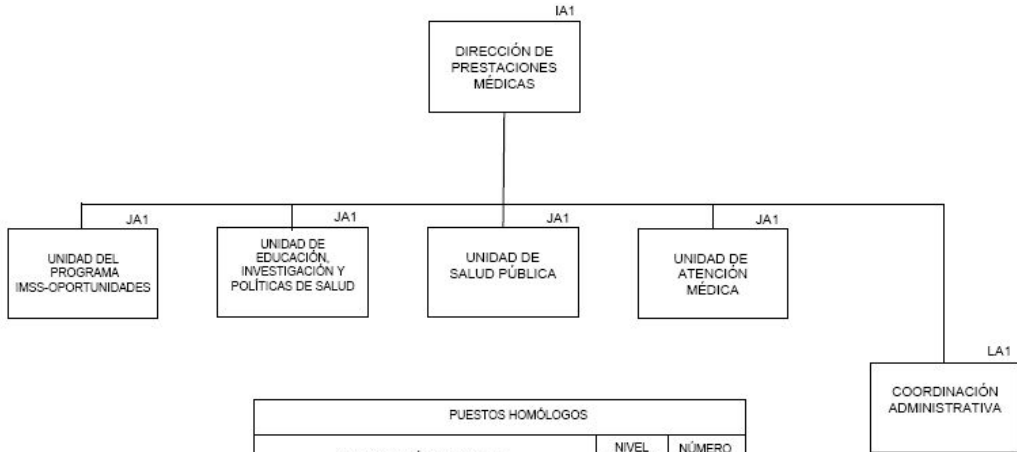 IA1
DIRECCIÓN DE
PRESTACIONES
MÉDICAS
JA1
UNIDAD DEL
PROGRAMA
IMSS-OPORTUNIDADES
JA1
UNIDAD DE
EDUCACIÓN,
INVESTIGACIÓN Y
POLÍTICAS DE SALUD
JA1
UNIDAD DE
SALUD PÚBLICA
JA1
UNIDAD DE
ATENCIÓN
MÉDICA
LA1
COORDINACIÓN
ADMINISTRATIVA
PUESTOS HOMÓLOGOS
NIVEL
NÚMERO